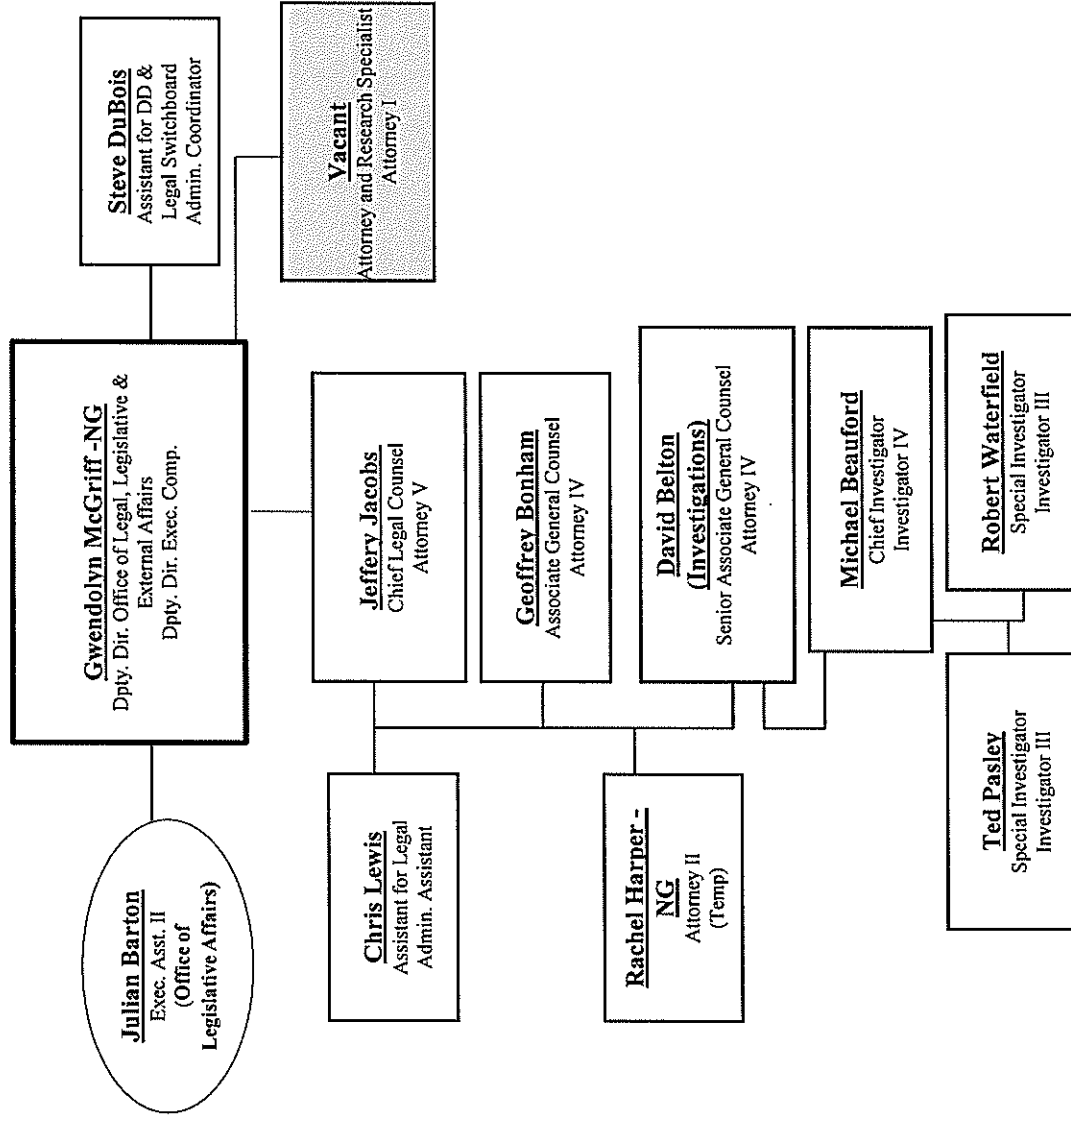 Gwendolyn McGriff -NG
Dpty. Dir. Office of Legal, Legislative &
External Affairs
Dpty. Dir. Exec. Comp.
Julian Barton
Exec. Asst. II
(Office of
Legislative Affairs)
Steve DuBois
Assistant for DD &
Legal Switchboard
Admin. Coordinator
Vacant
Attorney and Research Specialist
Attorney I
Jeffery Jacobs
Chief Legal Counsel
Attorney V
Chris Lewis
Assistant for Legal
Admin. Assistant
Geoffrey Bonham
Associate General Counsel
Attorney IV
Rachel Harper -
NG
Attorney II
(Temp)
David Belton
(Investigations)
Senior Associate General Counsel
Attorney IV
Michael Beauford
Chief Investigator
Investigator IV
Ted Pasley
Special Investigator
Investigator III
Robert Waterfield
Special Investigator
Investigator III